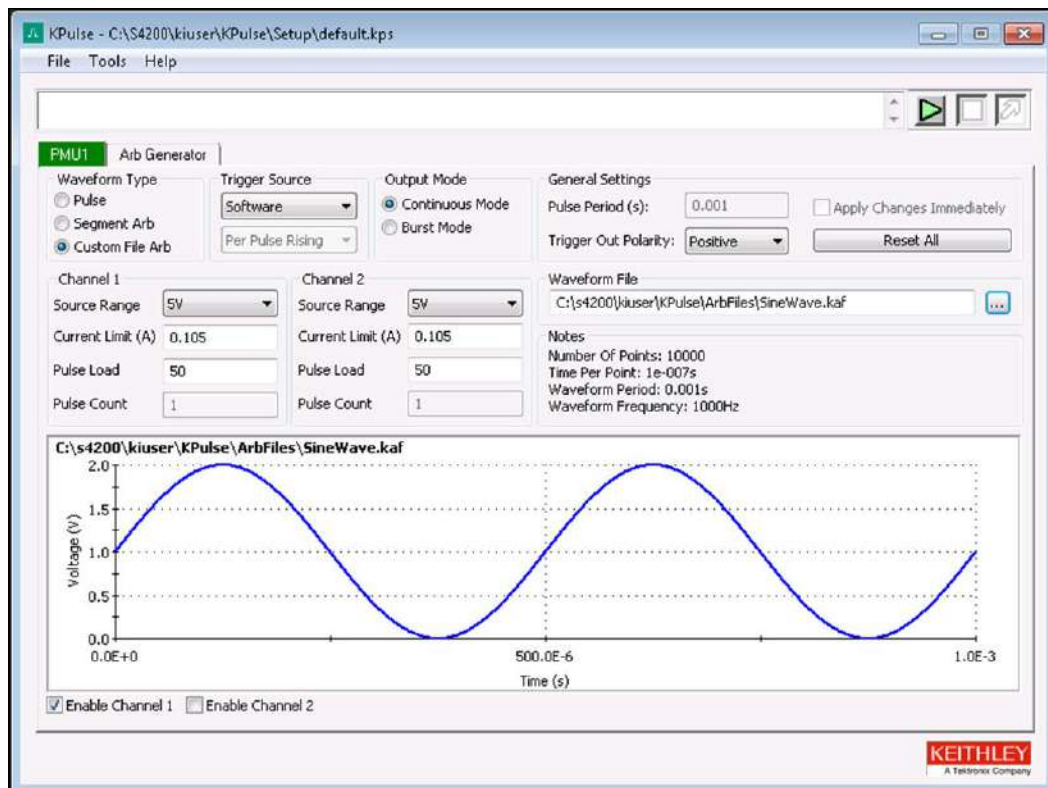 KPulse - C:\S4200\kiuser\KPulse\Setup\default.kps
File Tools Help
PMU1 Arb Generator
Waveform Type
Pulse
Segment Arb
Custom File Arb
Trigger Source
Software
Per Pulse Rising
Output Mode
Continuous Mode
Burst Mode
General Settings
Pulse Period (s): 0.001
Apply Changes Immediately
Trigger Out Polarity: Positive
Reset All
Channel 1
Source Range 5V
Current Limit (A) 0.105
Pulse Load 50
Pulse Count 1
Channel 2
Source Range 5V
Current Limit (A) 0.105
Pulse Load 50
Pulse Count 1
Waveform File
C:\s4200\kiuser\KPulse\ArbFiles\SineWave.kaf ...
Notes
Number Of Points: 10000
Time Per Point: 1e-007s
Waveform Period: 0.001s
Waveform Frequency: 1000Hz
C:\s4200\kiuser\KPulse\ArbFiles\SineWave.kaf
Voltage (V)
2.0
1.5
1.0
0.5
0.0
0.0E+0 500.0E-6 1.0E-3
Time (s)
Enable Channel 1 Enable Channel 2
KEITHLEY
A Tektronix Company